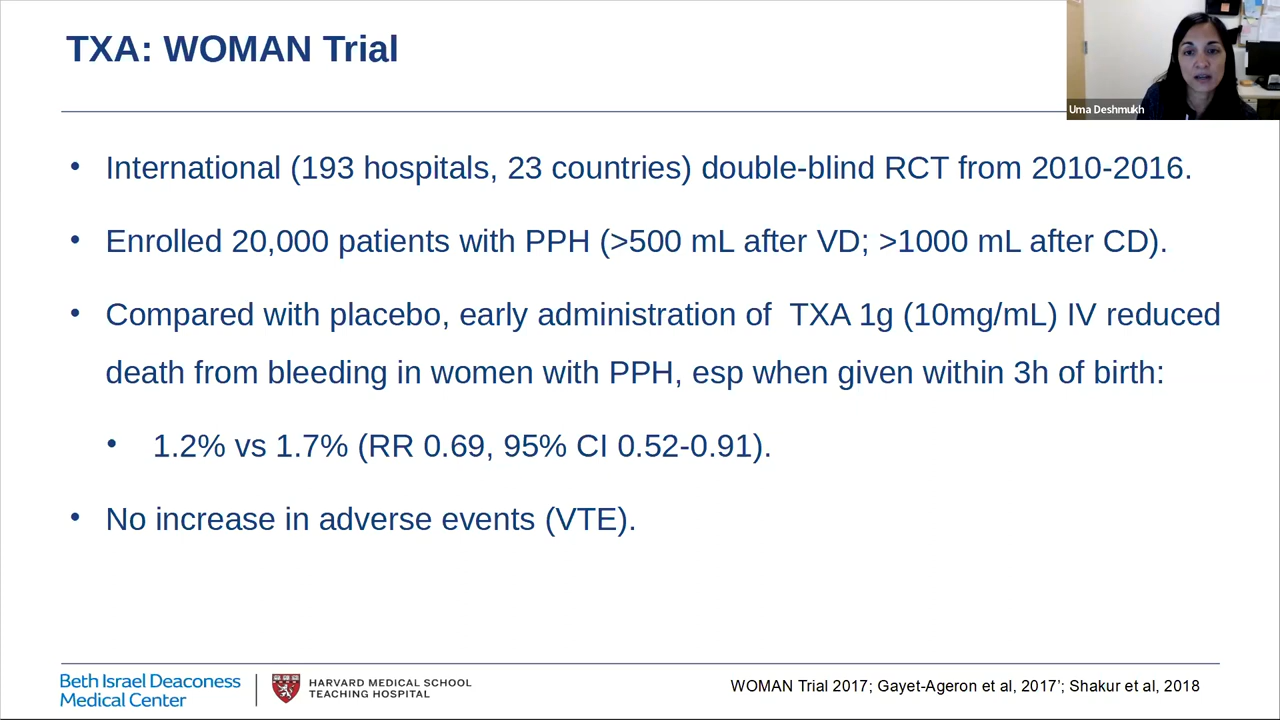 TXA: WOMAN Trial
Uma Deshmukh
• International (193 hospitals, 23 countries) double-blind RCT from 2010-2016.
• Enrolled 20,000 patients with PPH (>500 mL after VD; >1000 mL after CD).
• Compared with placebo, early administration of  TXA 1g (10mg/mL) IV reduced
death from bleeding in women with PPH, esp when given within 3h of birth:
• 1.2% vs 1.7% (RR 0.69, 95% CI 0.52-0.91).
• No increase in adverse events (VTE).
Beth Israel Deaconess
Medical Center
HARVARD MEDICAL SCHOOL
TEACHING HOSPITAL
WOMAN Trial 2017; Gayet-Ageron et al, 2017’; Shakur et al, 2018